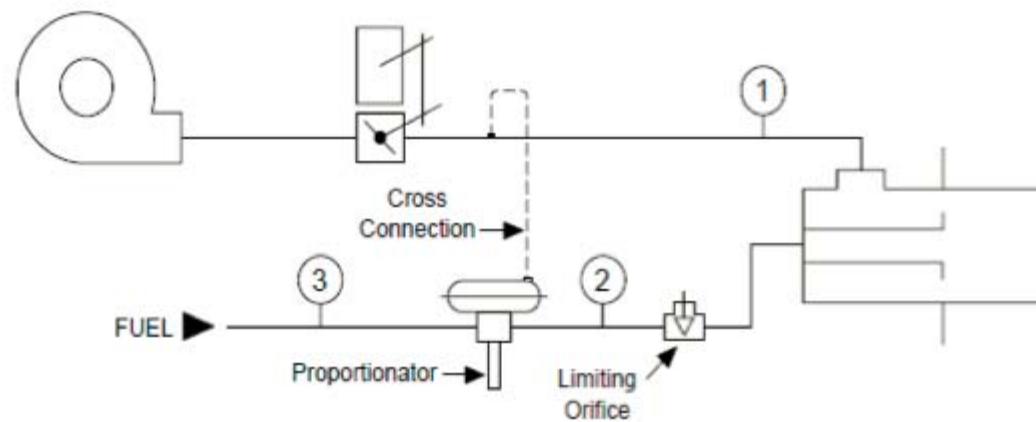 1
Cross
Connection
3
2
FUEL
Proportionator
Limiting
Orifice